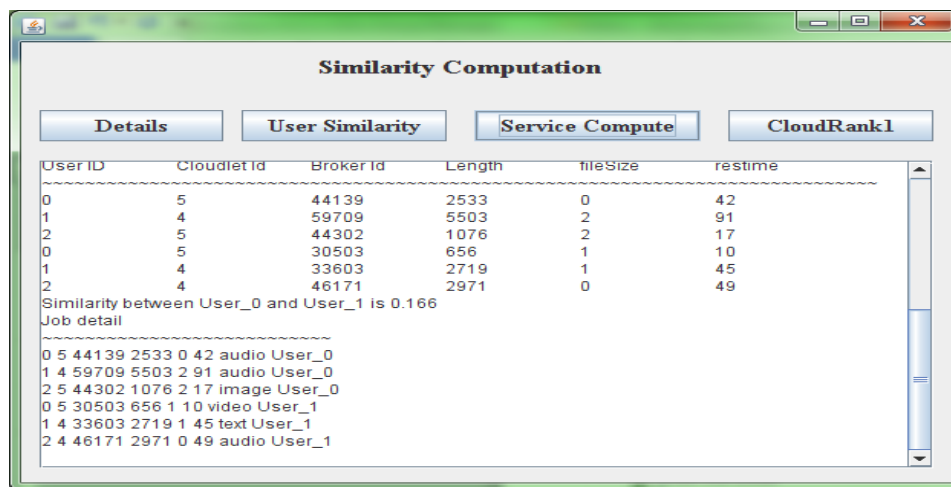 Similarity Computation
Details User Similarity Service Compute CloudRank1
User ID Cloudlet Id Broker Id Length fileSize restime
~~~~~~~~~~~~~~~~~~~~~~~~~~~~~~~~~~~~~~~~~~~~~~~~~~~~~~~~~~~~~~~~~~~~~~~~~~~~~~
0 5 44139 2533 0 42
1 4 59709 5503 2 91
2 5 44302 1076 2 17
0 5 30503 656 1 10
1 4 33603 2719 1 45
2 4 46171 2971 0 49
Similarity between User_0 and User_1 is 0.166
Job detail
~~~~~~~~~~~~~~~~~~~~~~~~~~~
0 5 44139 2533 0 42 audio User_0
1 4 59709 5503 2 91 audio User_0
2 5 44302 1076 2 17 image User_0
0 5 30503 656 1 10 video User_1
1 4 33603 2719 1 45 text User_1
2 4 46171 2971 0 49 audio User_1